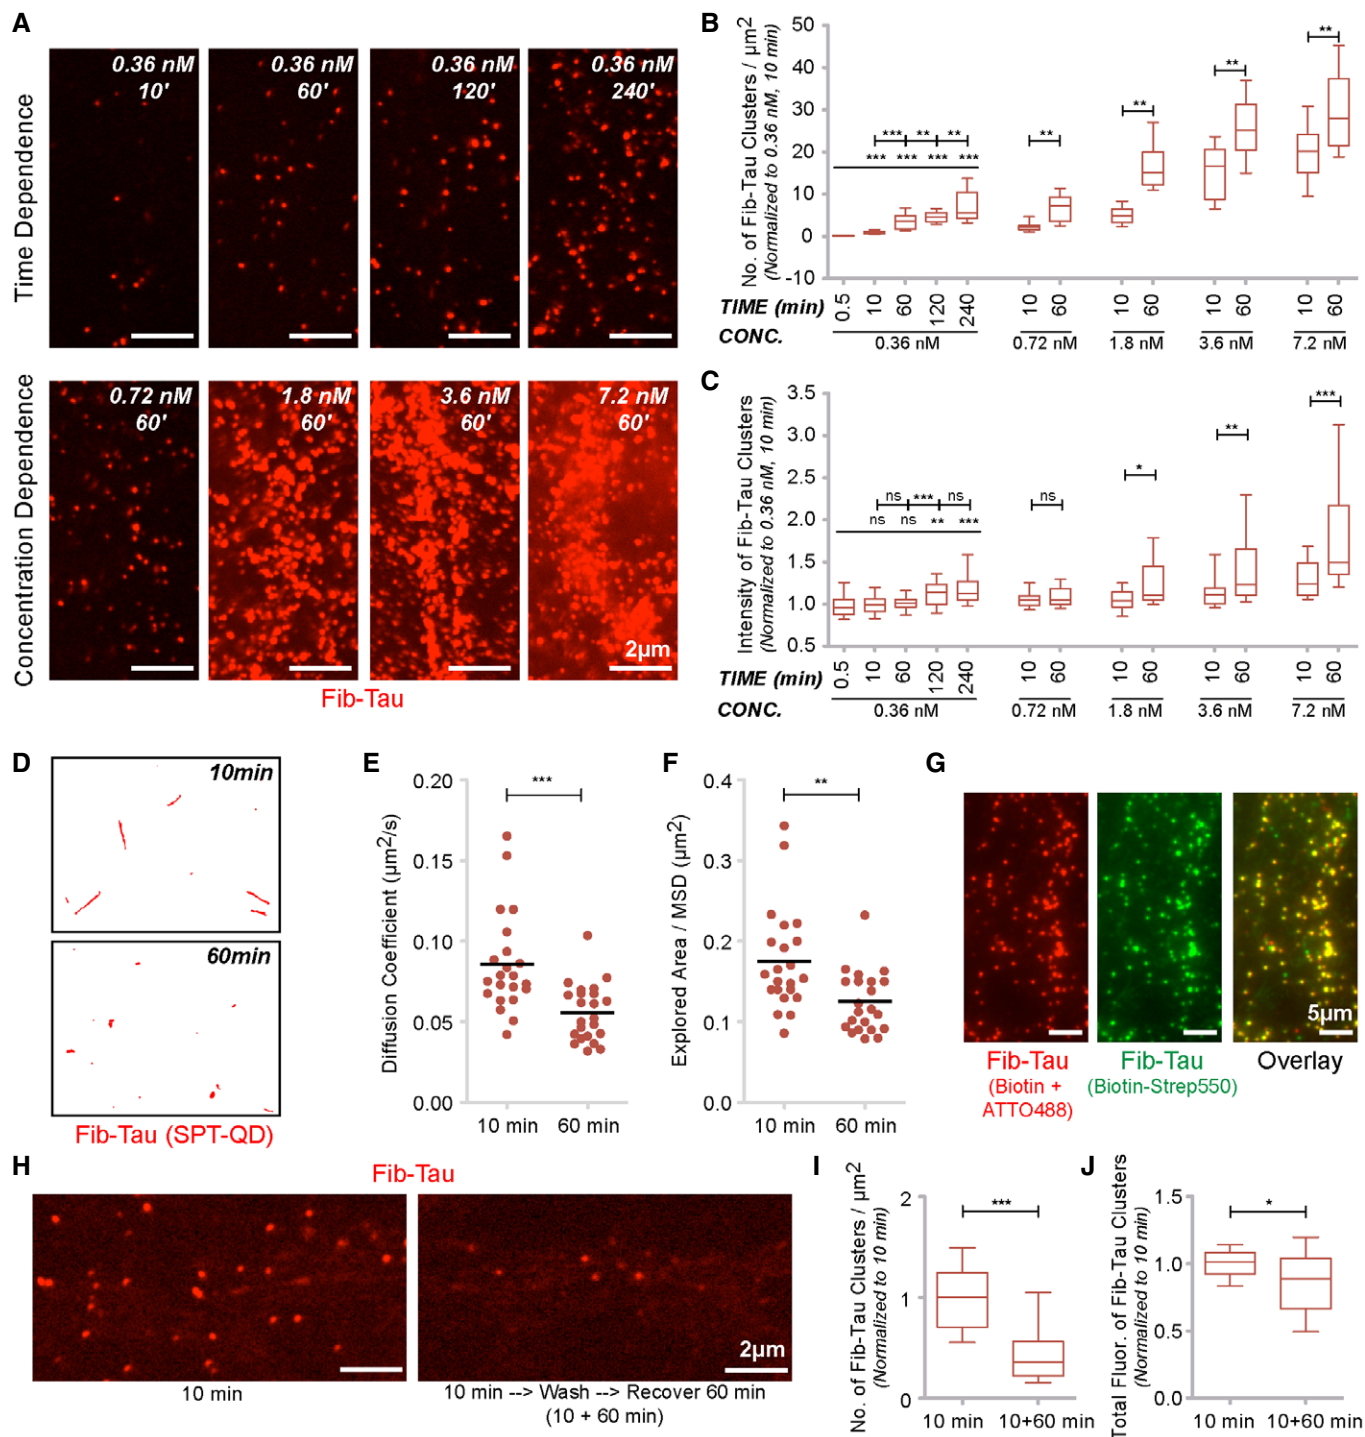 A
Time Dependence
0.36 nM
10'
0.36 nM
60'
0.36 nM
120'
0.36 nM
240'
Concentration Dependence
0.72 nM
60'
1.8 nM
60'
3.6 nM
60'
7.2 nM
60'
2µm
Fib-Tau
B
No. of Fib-Tau Clusters / µm2
(Normalized to 0.36 nM, 10 min)
50
40
30
20
10
0
-10
*** ** **
*** *** *** ***
**
**
**
**
TIME (min)
0.5 10 60 120 240 10 60 10 60 10 60 10 60
CONC.
0.36 nM 0.72 nM 1.8 nM 3.6 nM 7.2 nM
C
Intensity of Fib-Tau Clusters
(Normalized to 0.36 nM, 10 min)
3.5
3.0
2.5
2.0
1.5
1.0
0.5
ns *** ns
ns ns ** ***
ns
*
**
***
TIME (min)
0.5 10 60 120 240 10 60 10 60 10 60 10 60
CONC.
0.36 nM 0.72 nM 1.8 nM 3.6 nM 7.2 nM
D
10min
60min
Fib-Tau (SPT-QD)
E
Diffusion Coefficient (µm2/s)
0.20
0.15
0.10
0.05
0.00
***
10 min 60 min
F
Explored Area / MSD (µm2)
0.4
0.3
0.2
0.1
0.0
**
10 min 60 min
G
5µm
Fib-Tau
(Biotin +
ATTO488)
Fib-Tau
(Biotin-Strep550)
Overlay
H
Fib-Tau
2µm
10 min
10 min --> Wash --> Recover 60 min
(10 + 60 min)
I
No. of Fib-Tau Clusters / µm2
(Normalized to 10 min)
2
1
0
***
10 min 10+60 min
J
Total Fluor. of Fib-Tau Clusters
(Normalized to 10 min)
1.5
1.0
0.5
0.0
*
10 min 10+60 min